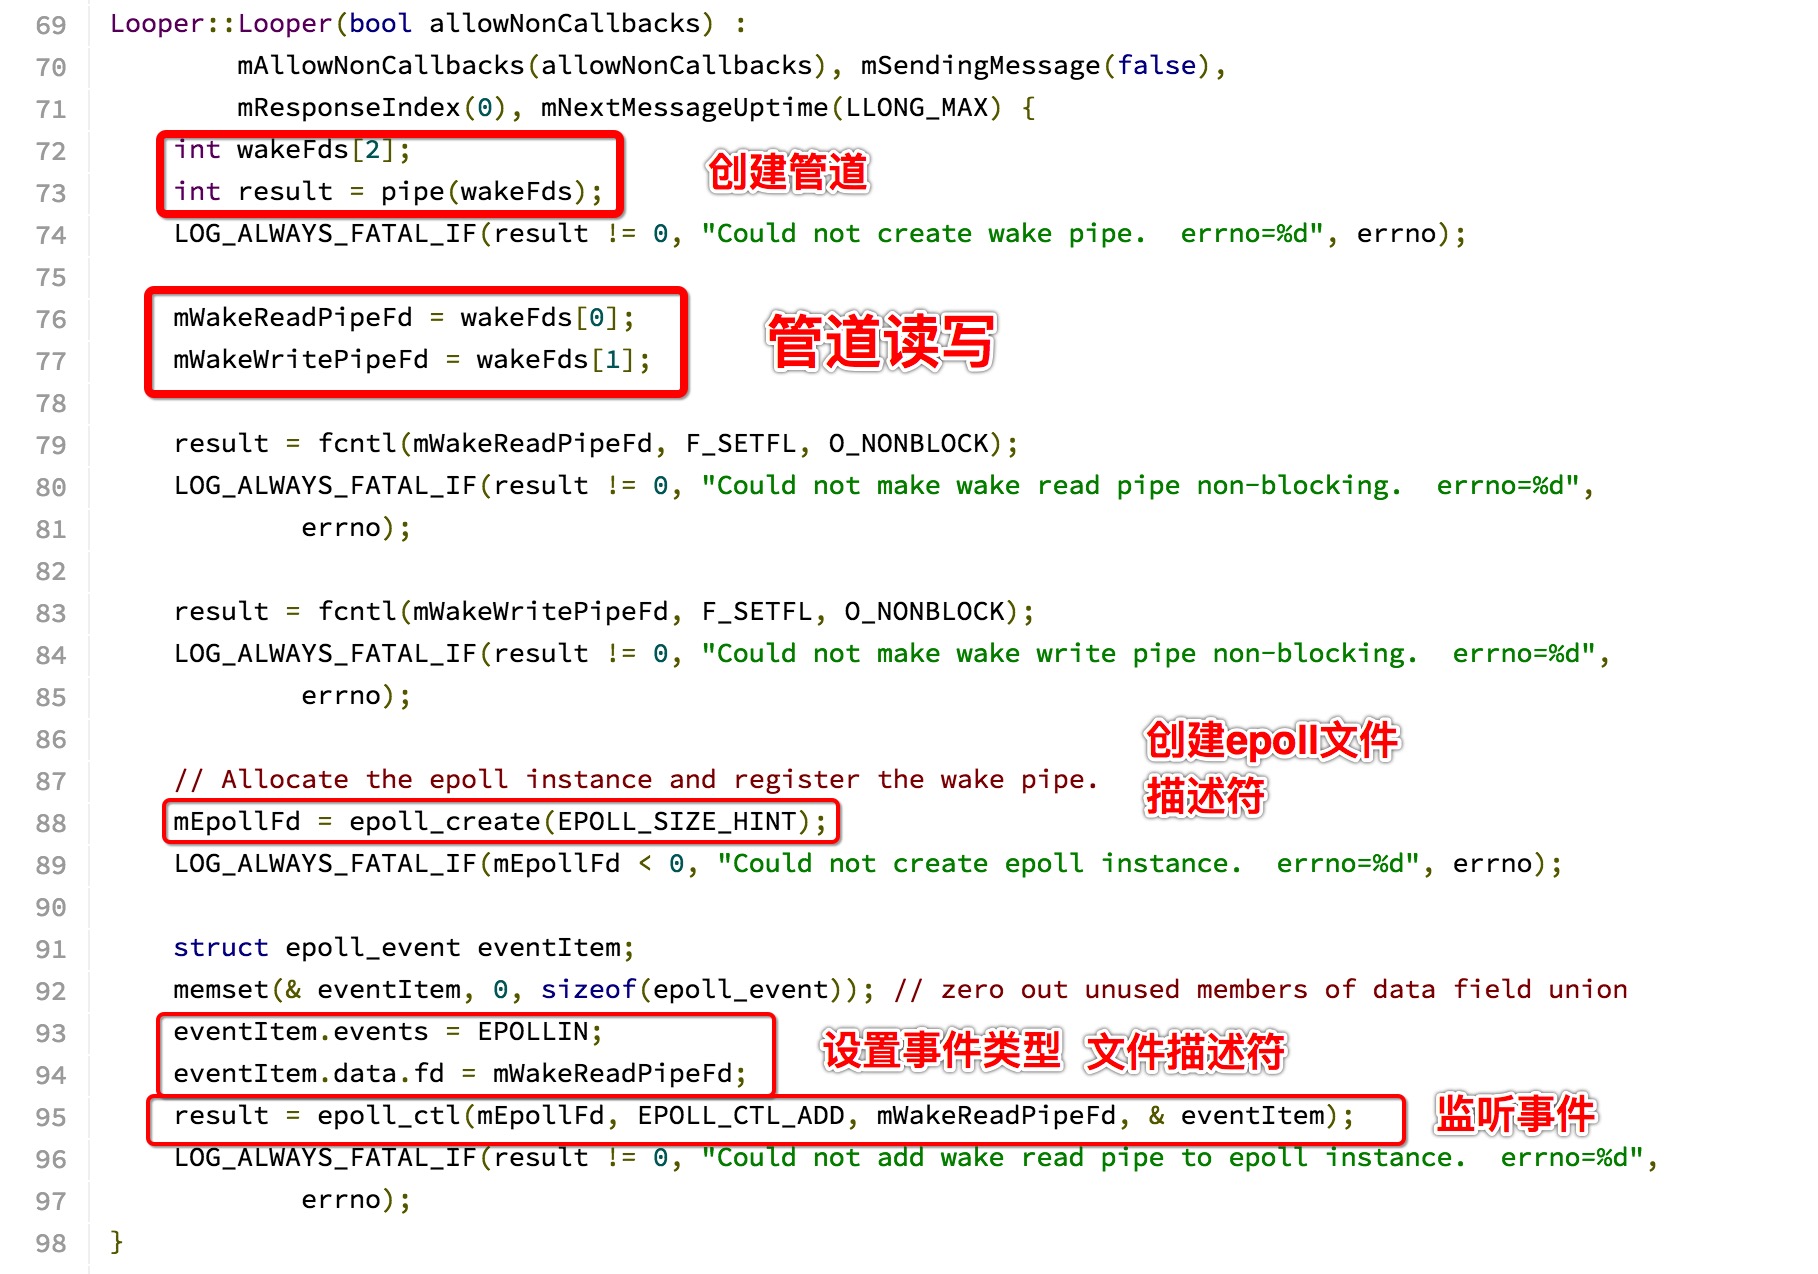 69 Looper::Looper(bool allowNonCallbacks) :
70         mAllowNonCallbacks(allowNonCallbacks), mSendingMessage(false),
71         mResponseIndex(0), mNextMessageUptime(LLONG_MAX) {
72     int wakeFds[2];
73     int result = pipe(wakeFds);
创建管道
74     LOG_ALWAYS_FATAL_IF(result != 0, "Could not create wake pipe.  errno=%d", errno);
75
76     mWakeReadPipeFd = wakeFds[0];
77     mWakeWritePipeFd = wakeFds[1];
管道读写
78
79     result = fcntl(mWakeReadPipeFd, F_SETFL, O_NONBLOCK);
80     LOG_ALWAYS_FATAL_IF(result != 0, "Could not make wake read pipe non-blocking.  errno=%d",
81             errno);
82
83     result = fcntl(mWakeWritePipeFd, F_SETFL, O_NONBLOCK);
84     LOG_ALWAYS_FATAL_IF(result != 0, "Could not make wake write pipe non-blocking.  errno=%d",
85             errno);
86
创建epoll文件
描述符
87     // Allocate the epoll instance and register the wake pipe.
88     mEpollFd = epoll_create(EPOLL_SIZE_HINT);
89     LOG_ALWAYS_FATAL_IF(mEpollFd < 0, "Could not create epoll instance.  errno=%d", errno);
90
91     struct epoll_event eventItem;
92     memset(& eventItem, 0, sizeof(epoll_event)); // zero out unused members of data field union
93     eventItem.events = EPOLLIN;
94     eventItem.data.fd = mWakeReadPipeFd;
设置事件类型 文件描述符
95     result = epoll_ctl(mEpollFd, EPOLL_CTL_ADD, mWakeReadPipeFd, & eventItem);
监听事件
96     LOG_ALWAYS_FATAL_IF(result != 0, "Could not add wake read pipe to epoll instance.  errno=%d",
97             errno);
98 }